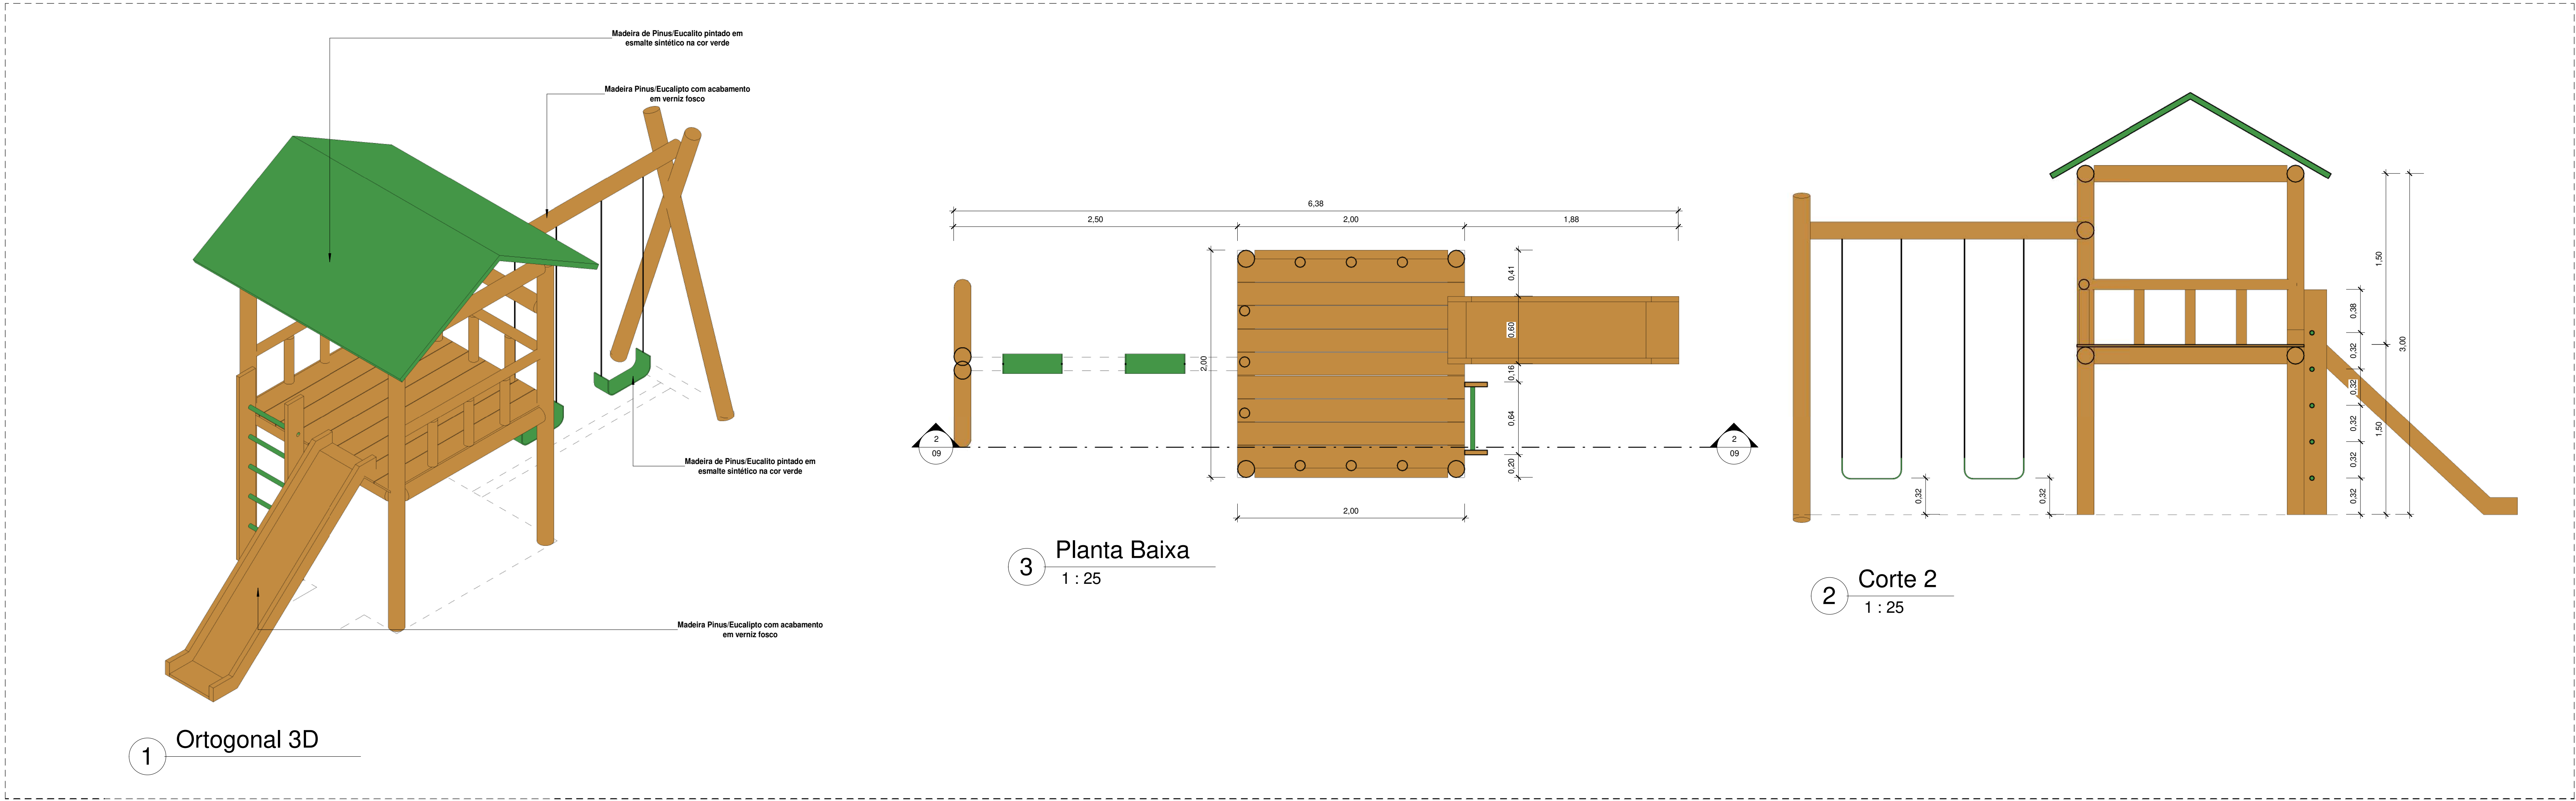 Madeira de Pinus/Eucalito pintado em
esmalte sintético na cor verde
Madeira Pinus/Eucalipto com acabamento
em verniz fosco
Madeira de Pinus/Eucalito pintado em
esmalte sintético na cor verde
Madeira Pinus/Eucalipto com acabamento
em verniz fosco
1
Ortogonal 3D
6,38
2,50
2,00
1,88
2,00
0,41
0,60
0,16
0,64
0,20
2
09
2
09
2,00
3
Planta Baixa
1 : 25
1,50
3,00
0,38
0,32
0,32
0,32
1,50
0,32
0,32
0,32
0,32
2
Corte 2
1 : 25